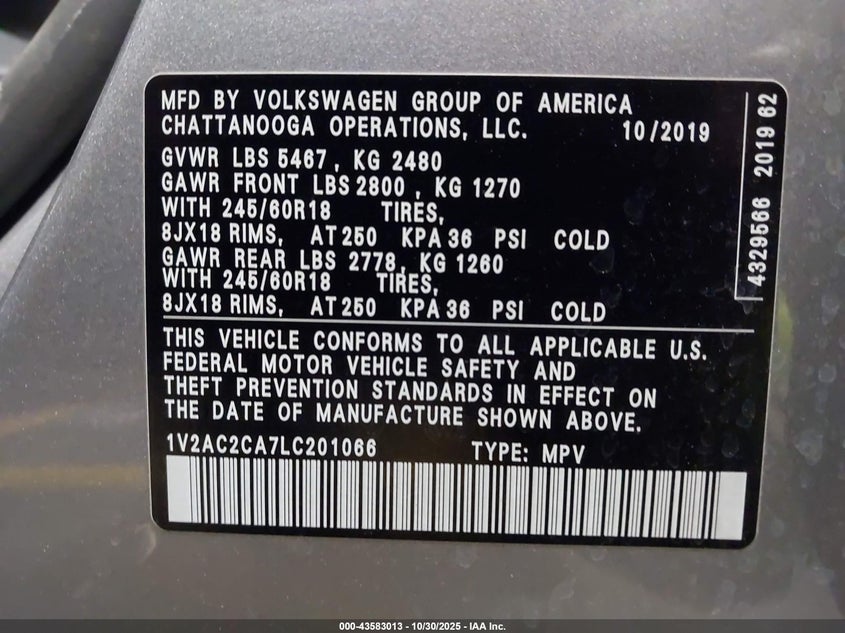 MFD BY VOLKSWAGEN GROUP OF AMERICA
CHATTANOOGA OPERATIONS, LLC. 10/2019
GVWR LBS 5467, KG 2480
GAWR FRONT LBS 2800, KG 1270
WITH 245/60R18 TIRES,
8JX18 RIMS, AT 250 KPA 36 PSI COLD
GAWR REAR LBS 2778, KG 1260
WITH 245/60R18 TIRES,
8JX18 RIMS, AT 250 KPA 36 PSI COLD
4329566 2019 62
THIS VEHICLE CONFORMS TO ALL APPLICABLE U.S.
FEDERAL MOTOR VEHICLE SAFETY AND
THEFT PREVENTION STANDARDS IN EFFECT ON
THE DATE OF MANUFACTURE SHOWN ABOVE.
1V2AC2CA7LC201066 TYPE: MPV
000-43583013 - 10/30/2025 - IAA Inc.